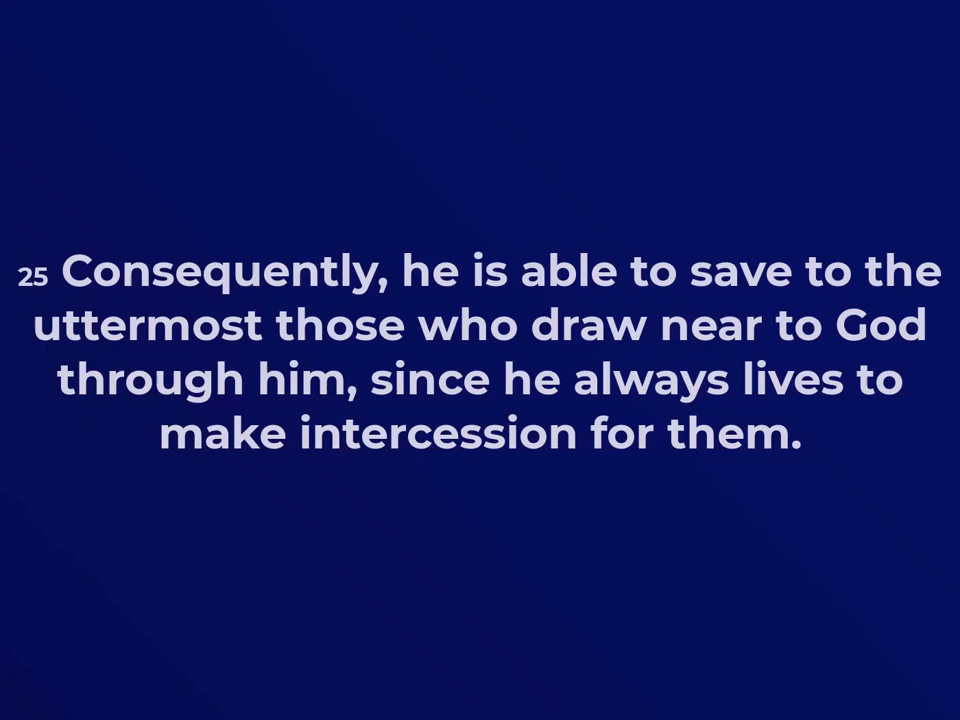 25 Consequently, he is able to save to the
uttermost those who draw near to God
through him, since he always lives to
make intercession for them.